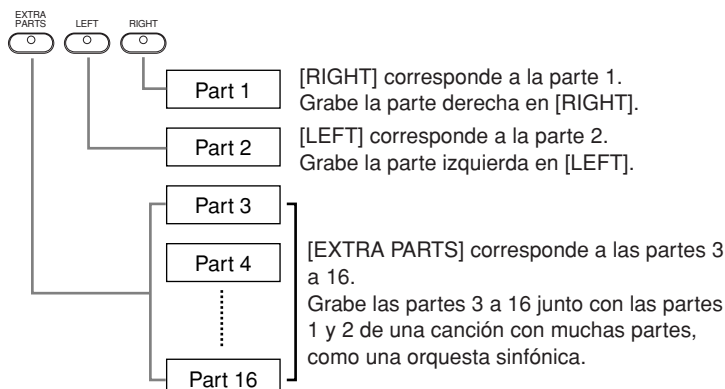 EXTRA
PARTS
LEFT
RIGHT
Part 1
[RIGHT] corresponde a la parte 1.
Grabe la parte derecha en [RIGHT].
Part 2
[LEFT] corresponde a la parte 2.
Grabe la parte izquierda en [LEFT].
Part 3
Part 4
Part 16
[EXTRA PARTS] corresponde a las partes 3
a 16.
Grabe las partes 3 a 16 junto con las partes
1 y 2 de una canción con muchas partes,
como una orquesta sinfónica.